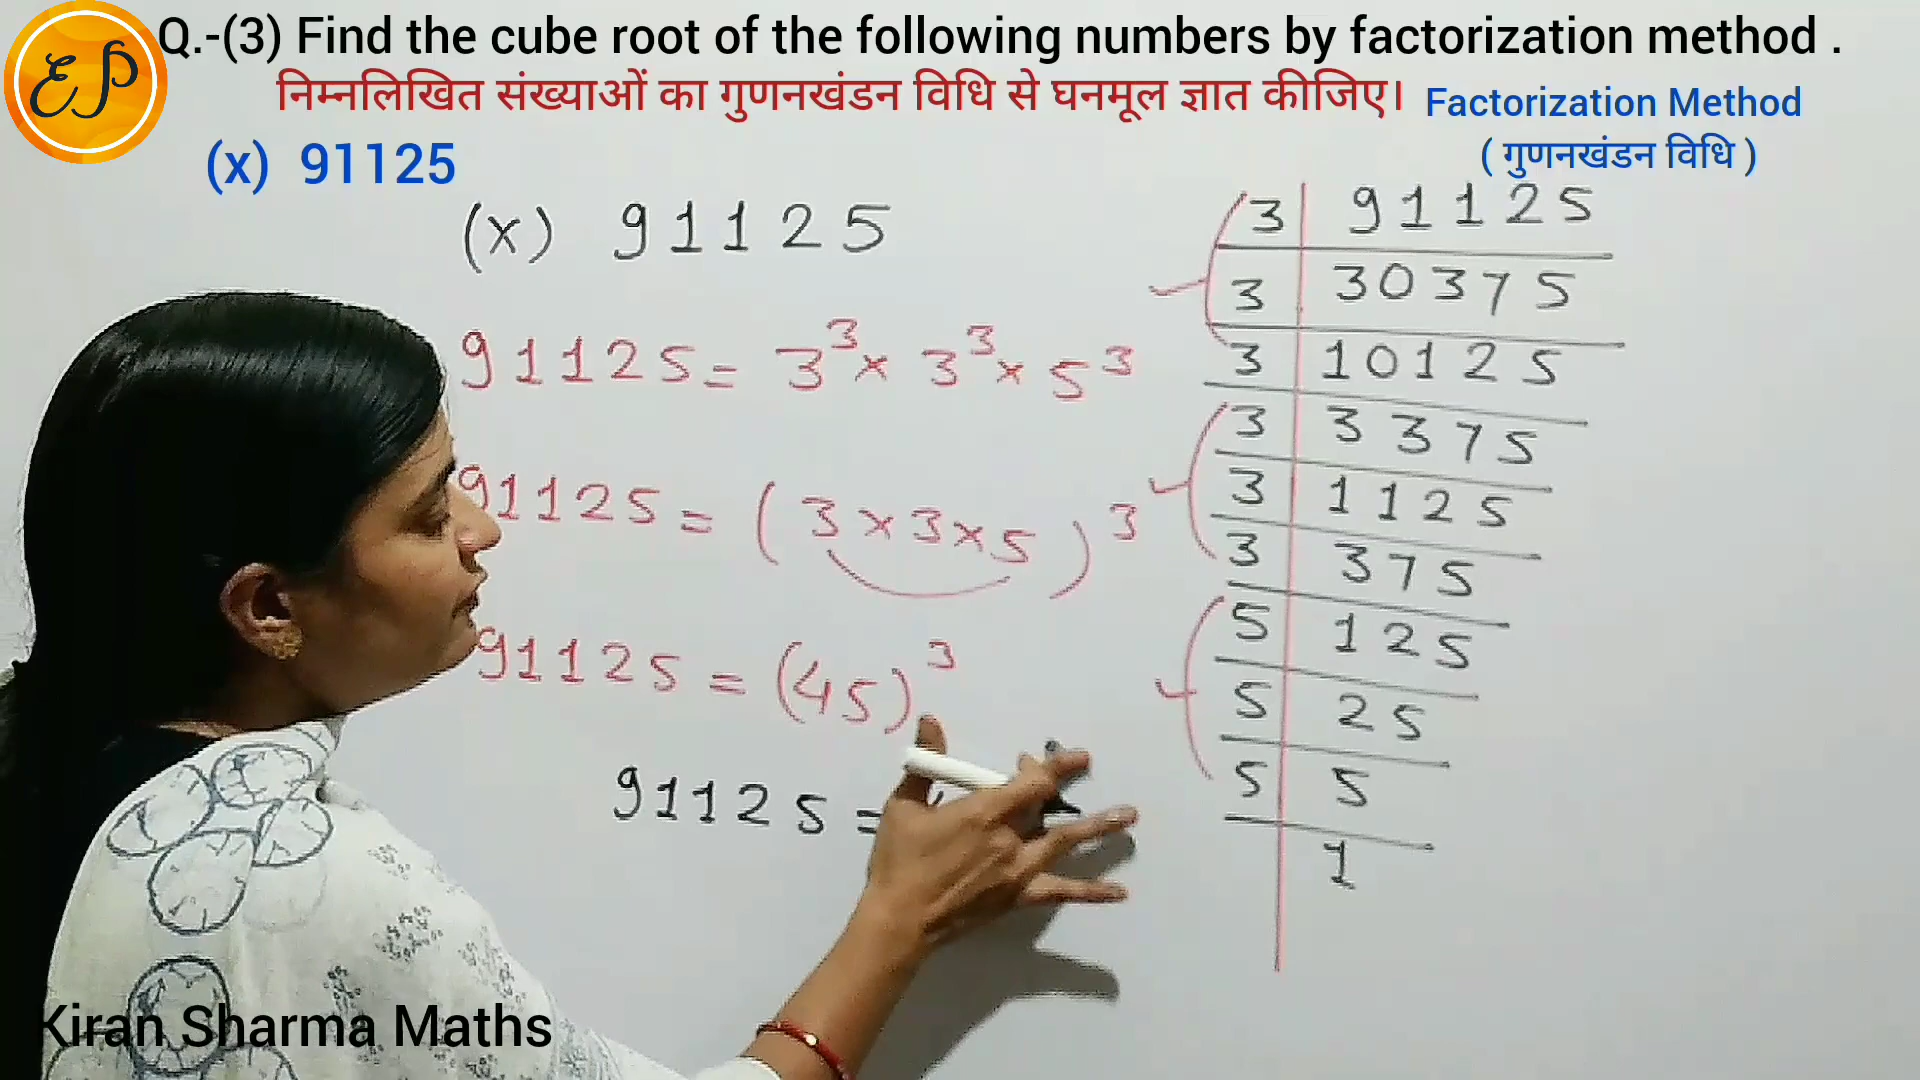 EP
Q.-(3) Find the cube root of the following numbers by factorization method .
निम्नलिखित संख्याओं का गुणनखंडन विधि से घनमूल ज्ञात कीजिए।
Factorization Method
( गुणनखंडन विधि )
(x) 91125
(x) 91125
91125 = 3³ × 3³ × 5³
91125 = (3×3×5)³
91125 = (45)³
91125 =
3 | 91125
3 | 30375
3 | 10125
3 | 3375
3 | 1125
3 | 375
5 | 125
5 | 25
5 | 5
1
Kiran Sharma Maths